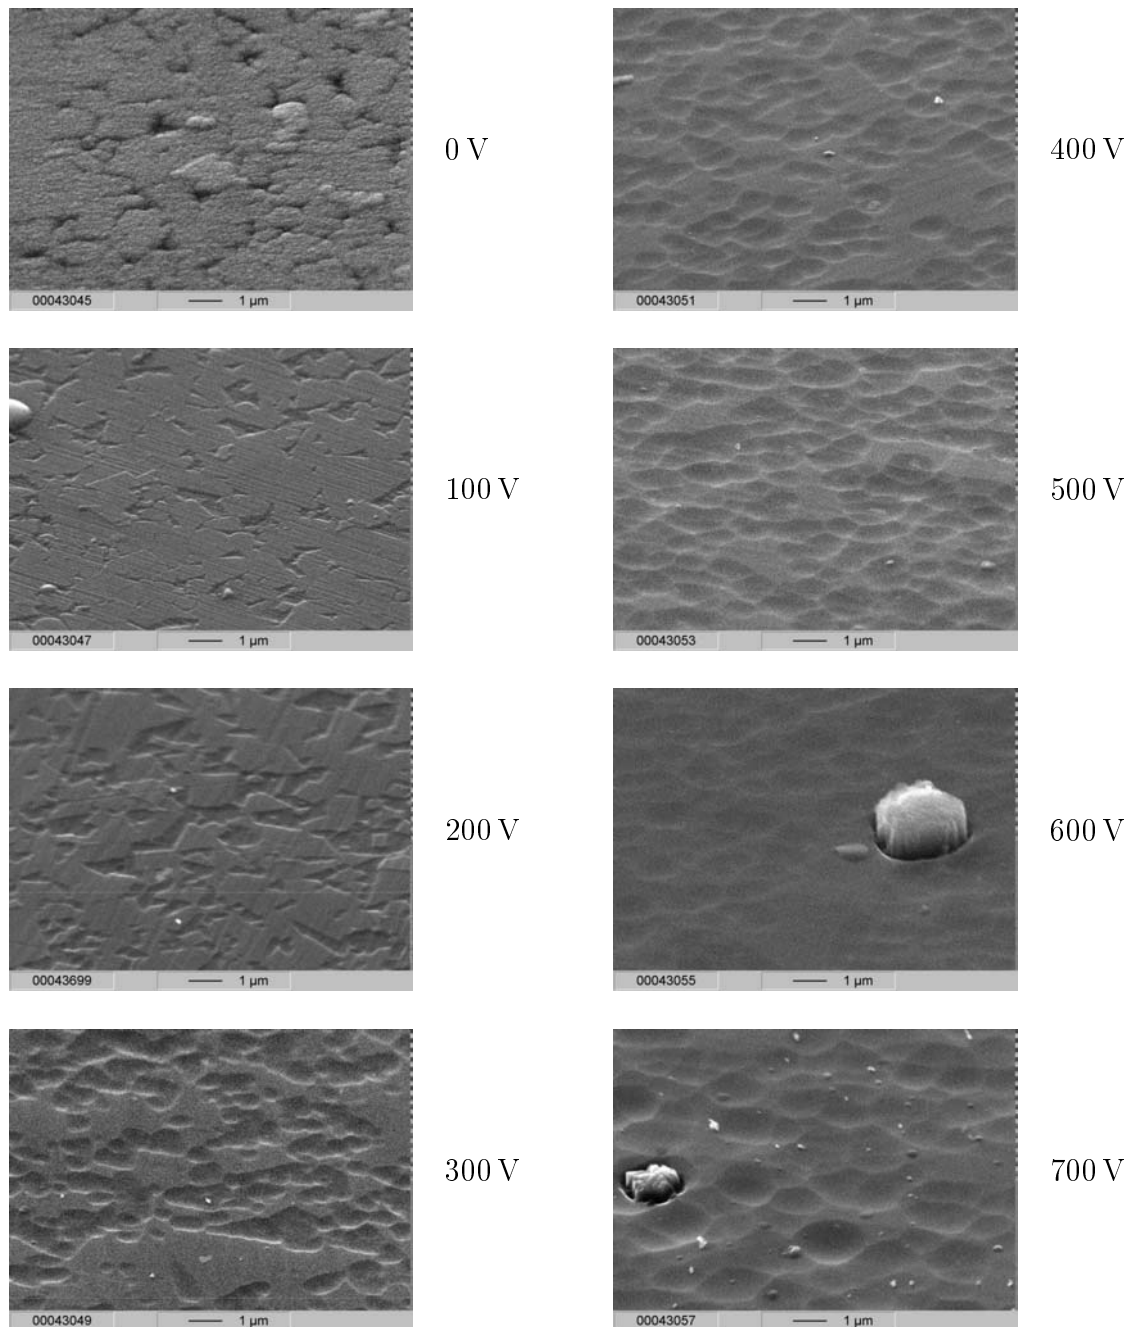 0 V
00043045 1 µm
400 V
00043051 1 µm
100 V
00043047 1 µm
500 V
00043053 1 µm
200 V
00043699 1 µm
600 V
00043055 1 µm
300 V
00043049 1 µm
700 V
00043057 1 µm